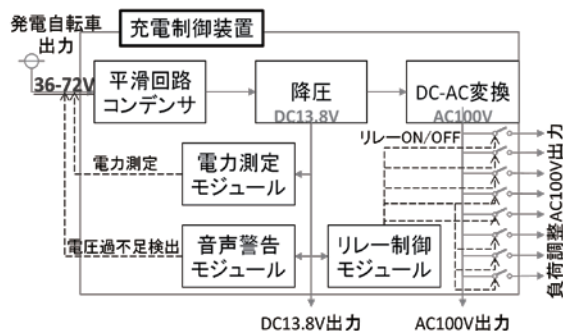 発電自転車
出力
充電制御装置
36-72V
平滑回路
コンデンサ
降圧
DC13.8V
DC-AC変換
AC100V
リレーON/OFF
電力測定
電力測定
モジュール
電圧過不足検出
音声警告
モジュール
リレー制御
モジュール
負荷調整AC100V出力
DC13.8V出力
AC100V出力